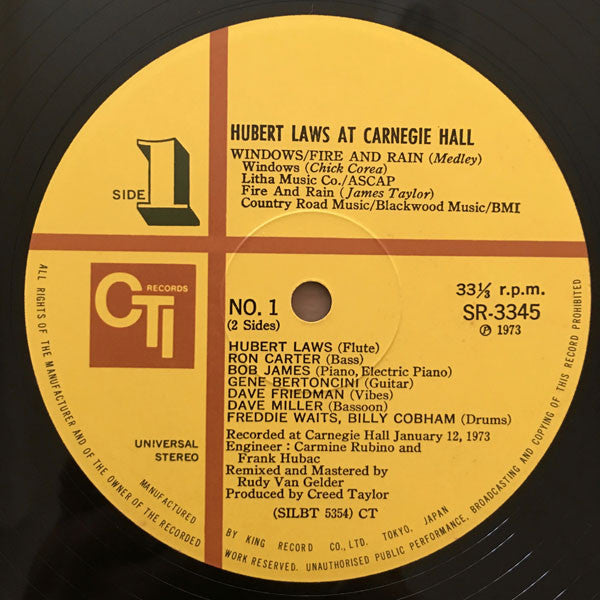 HUBERT LAWS AT CARNEGIE HALL
WINDOWS/FIRE AND RAIN (Medley)
Windows (Chick Corea)
Litha Music Co./ASCAP
Fire And Rain (James Taylor)
Country Road Music/Blackwood Music/BMI
SIDE 1
CTI RECORDS
NO. 1
(2 Sides)
33⅓ r.p.m.
SR-3345
Ⓟ 1973
HUBERT LAWS (Flute)
RON CARTER (Bass)
BOB JAMES (Piano, Electric Piano)
GENE BERTONCINI (Guitar)
DAVE FRIEDMAN (Vibes)
DAVE MILLER (Bassoon)
FREDDIE WAITS, BILLY COBHAM (Drums)
UNIVERSAL
STEREO
Recorded at Carnegie Hall January 12, 1973
Engineer : Carmine Rubino and
Frank Hubac
Remixed and Mastered by
Rudy Van Gelder
Produced by Creed Taylor
(SILBT 5354) CT
MANUFACTURED BY KING RECORD CO., LTD. TOKYO, JAPAN
ALL RIGHTS OF THE MANUFACTURER AND OF THE OWNER OF THE RECORDED WORK RESERVED. UNAUTHORISED PUBLIC PERFORMANCE, BROADCASTING AND COPYING OF THIS RECORD PROHIBITED